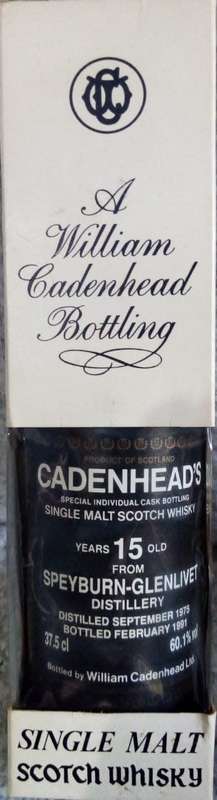 A
William
Cadenhead
Bottling
PRODUCT OF SCOTLAND
CADENHEAD'S
SPECIAL INDIVIDUAL CASK BOTTLING
SINGLE MALT SCOTCH WHISKY
YEARS 15 OLD
FROM
SPEYBURN-GLENLIVET
DISTILLERY
DISTILLED SEPTEMBER 1975
BOTTLED FEBRUARY 1991
37.5 cl 60.1% vol
Bottled by William Cadenhead Ltd.
SINGLE MALT
SCOTCH WHISKY